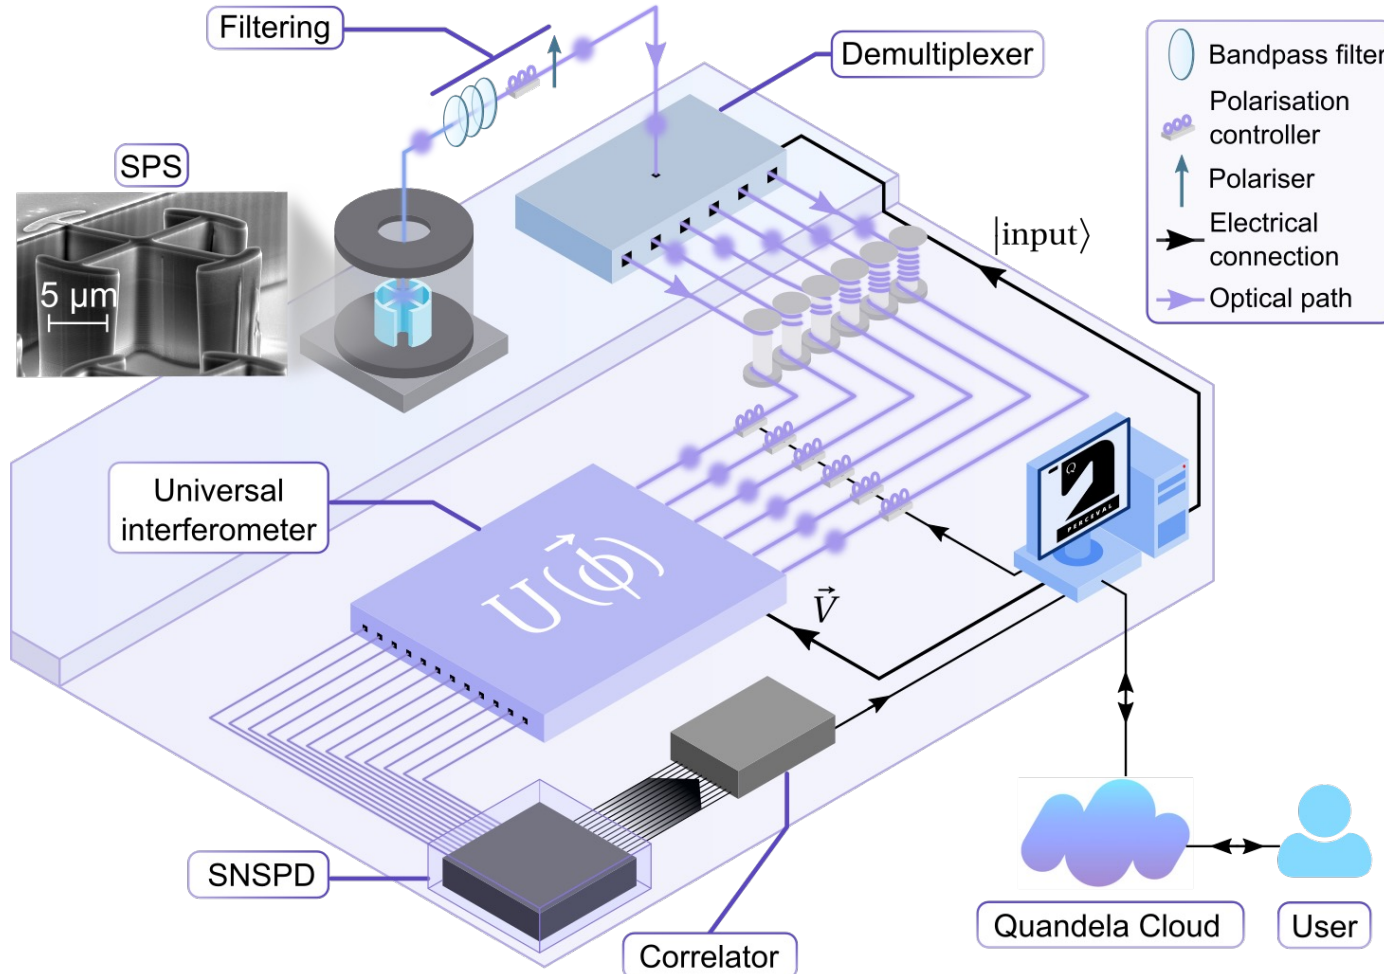 Filtering
Demultiplexer
SPS
5 μm
Bandpass filter
Polarisation
controller
Polariser
Electrical
connection
Optical path
|input⟩
Universal
interferometer
U(ϕ⃗)
V⃗
Q
PERCEVAL
SNSPD
Correlator
Quandela Cloud
User